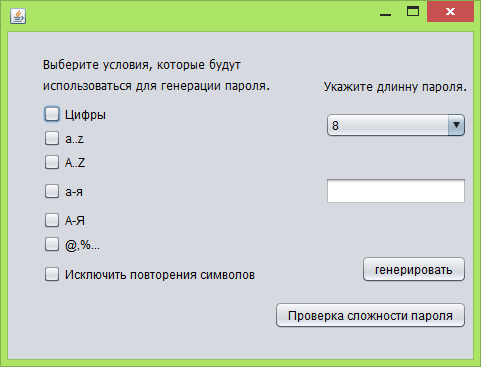 Выберите условия, которые будут
использоваться для генерации пароля.
Укажите длинну пароля.
Цифры
8
a..z
A..Z
а-я
А-Я
@,%...
генерировать
Исключить повторения символов
Проверка сложности пароля